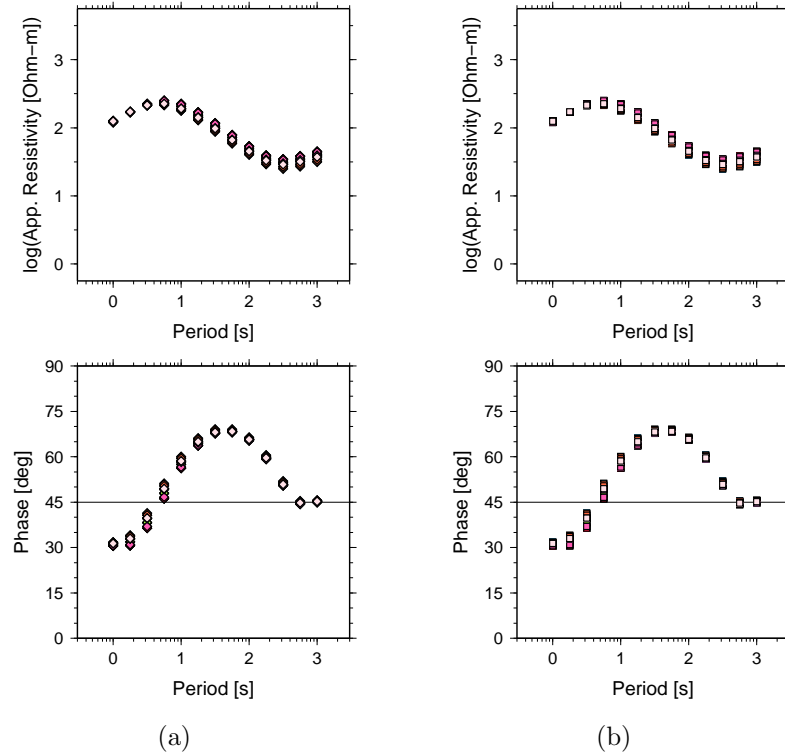 log(App. Resistivity [Ohm−m]
3
2
1
0
0 1 2 3
Period [s]
log(App. Resistivity [Ohm−m]
3
2
1
0
0 1 2 3
Period [s]
Phase [deg]
90
75
60
45
30
15
0
0 1 2 3
Period [s]
(a)
Phase [deg]
90
75
60
45
30
15
0
0 1 2 3
Period [s]
(b)